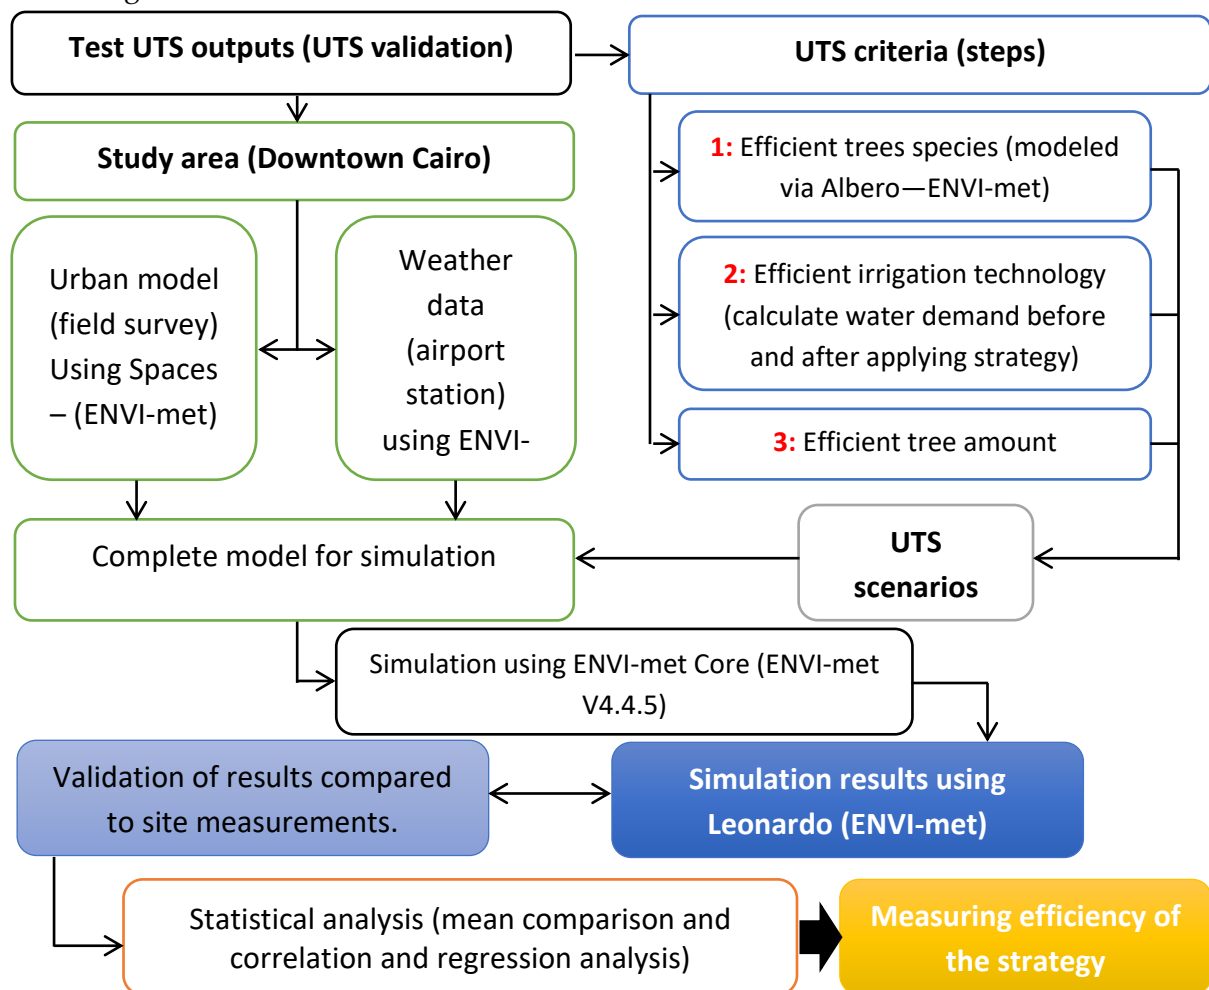 Test UTS outputs (UTS validation)
UTS criteria (steps)
Study area (Downtown Cairo)
1: Efficient trees species (modeled
via Albero—ENVI-met)
Urban model
(field survey)
Using Spaces
– (ENVI-met)
Weather
data
(airport
station)
using ENVI-
2: Efficient irrigation technology
(calculate water demand before
and after applying strategy)
3: Efficient tree amount
Complete model for simulation
UTS
scenarios
Simulation using ENVI-met Core (ENVI-met
V4.4.5)
Validation of results compared
to site measurements.
Simulation results using
Leonardo (ENVI-met)
Statistical analysis (mean comparison and
correlation and regression analysis)
Measuring efficiency of
the strategy